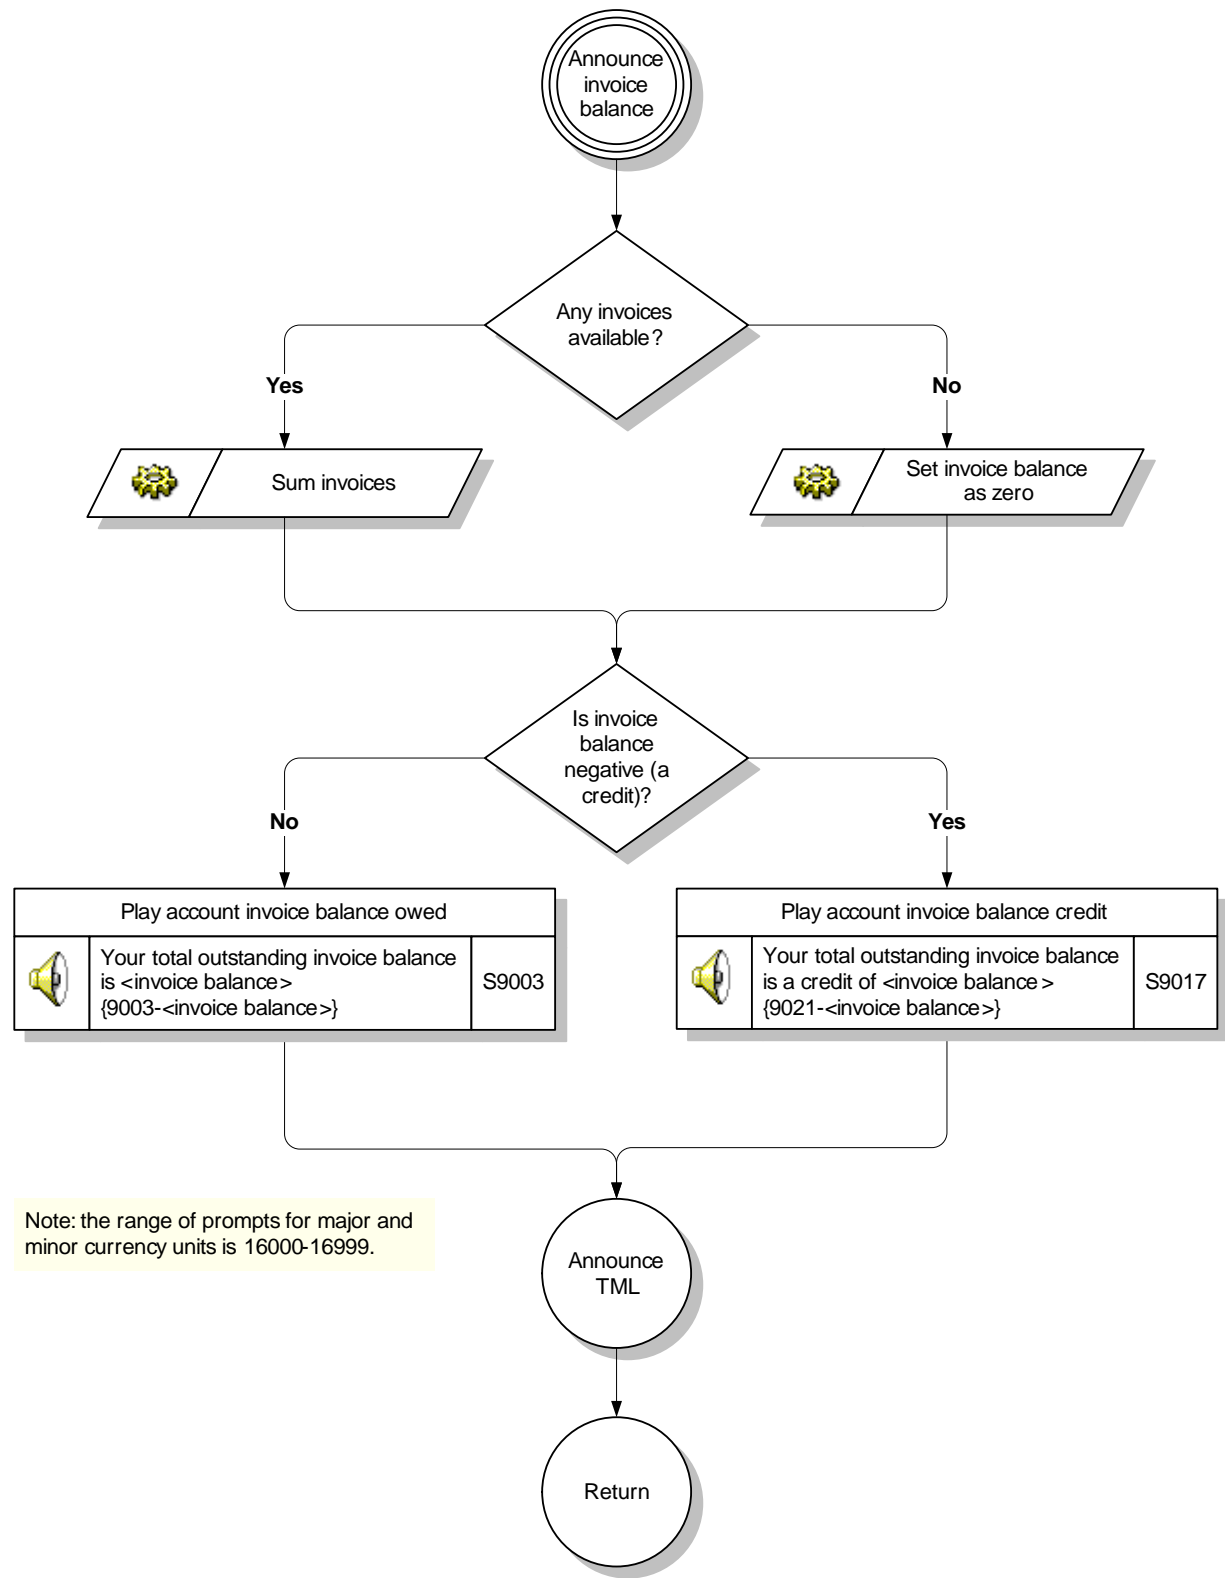 Announce
invoice
balance
Any invoices
available?
Yes
No
Sum invoices
Set invoice balance
as zero
Is invoice
balance
negative (a
credit)?
No
Yes
Play account invoice balance owed
Your total outstanding invoice balance
is <invoice balance>
{9003-<invoice balance>}
S9003
Play account invoice balance credit
Your total outstanding invoice balance
is a credit of <invoice balance>
{9021-<invoice balance>}
S9017
Note: the range of prompts for major and
minor currency units is 16000-16999.
Announce
TML
Return